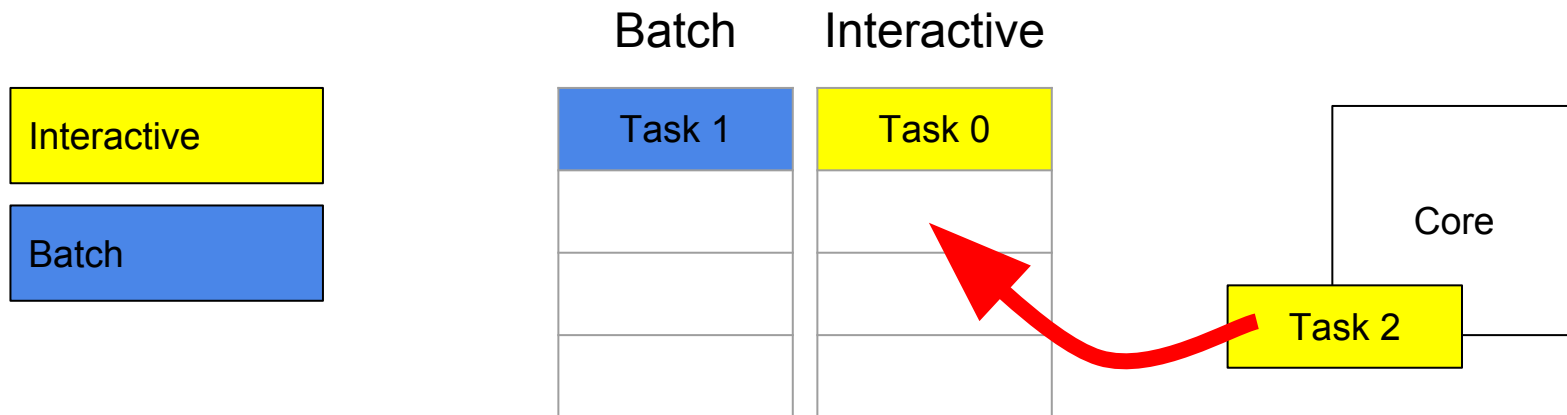 Batch Interactive
Interactive
Task 1 Task 0
Batch
Core
Task 2